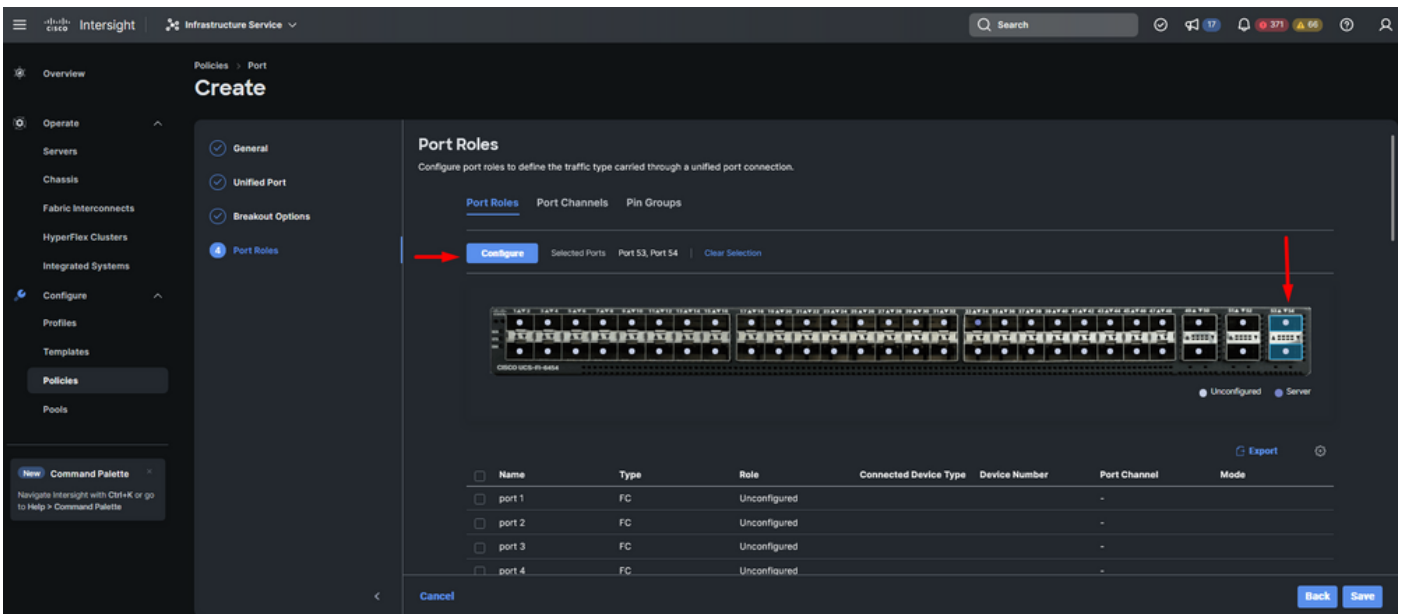 cisco Intersight
Infrastructure Service
Search
17
371
66
Overview
Operate
Servers
Chassis
Fabric Interconnects
HyperFlex Clusters
Integrated Systems
Configure
Profiles
Templates
Policies
Pools
New Command Palette
Navigate Intersight with Ctrl+K or go
to Help > Command Palette
Policies > Port
Create
General
Unified Port
Breakout Options
4 Port Roles
Port Roles
Configure port roles to define the traffic type carried through a unified port connection.
Port Roles Port Channels Pin Groups
Configure Selected Ports Port 53, Port 54 | Clear Selection
CISCO UCS-FI-6454
Unconfigured Server
Export
Name Type Role Connected Device Type Device Number Port Channel Mode
port 1 FC Unconfigured -
port 2 FC Unconfigured -
port 3 FC Unconfigured -
port 4 FC Unconfigured -
Cancel Back Save